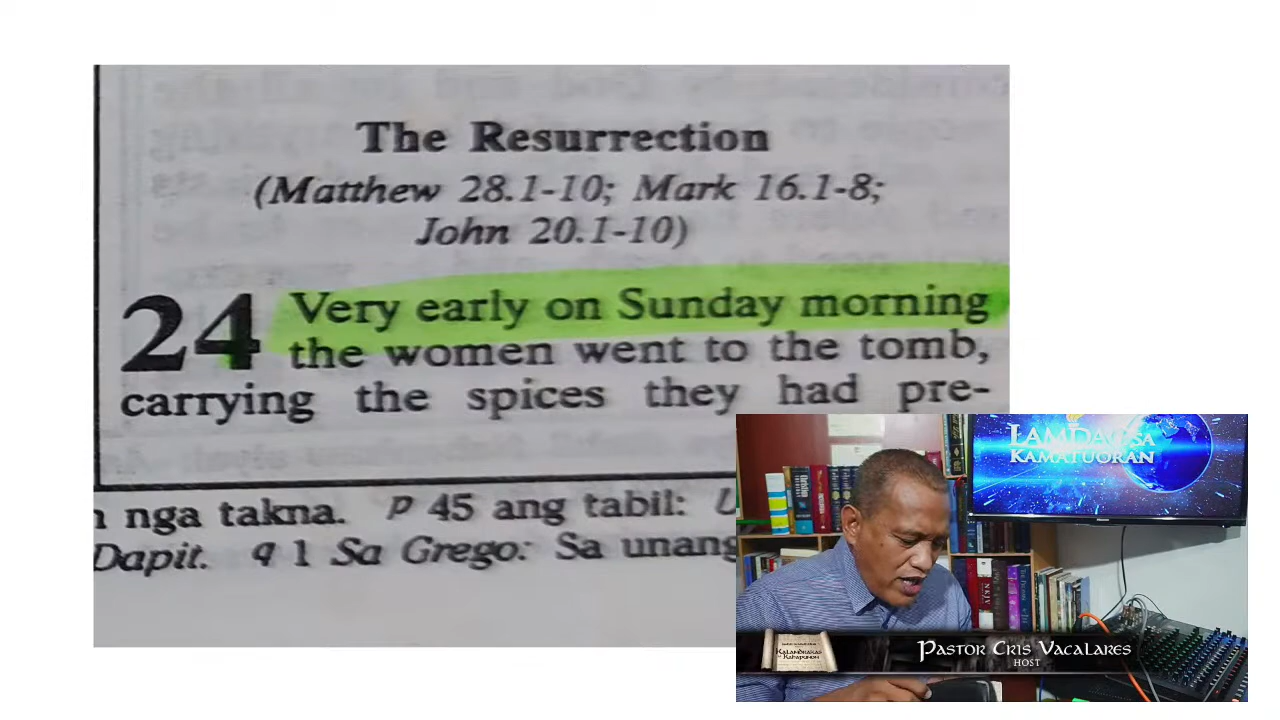 The Resurrection
(Matthew 28.1-10; Mark 16.1-8;
John 20.1-10)
24 Very early on Sunday morning
the women went to the tomb,
carrying the spices they had pre-
n nga takna. p 45 ang tabil: L
Dapit. q 1 Sa Grego: Sa unang
LAMDAG SA
KAMATUORAN
NKJV
PASTOR CRIS VACALARES
HOST